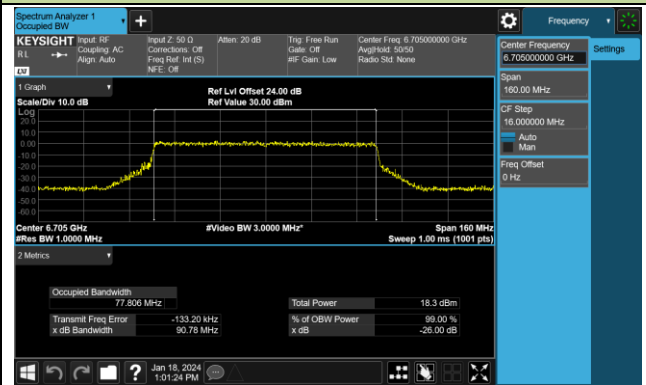 Spectrum Analyzer 1
Occupied BW
+
Frequency
KEYSIGHT
RL
Input: RF
Coupling: AC
Align: Auto
Input Z: 50 Ω
Corrections: Off
Freq Ref: Int (S)
NFE: Off
Atten: 20 dB
Trig: Free Run
Gate: Off
#IF Gain: Low
Center Freq: 6.705000000 GHz
Avg|Hold: 50/50
Radio Std: None
LXI
Center Frequency
6.705000000 GHz
Settings
Span
160.00 MHz
CF Step
16.000000 MHz
Auto
Man
Freq Offset
0 Hz
1 Graph
Scale/Div 10.0 dB
Ref Lvl Offset 24.00 dB
Ref Value 30.00 dBm
Log
20.0
10.0
0.00
-10.0
-20.0
-30.0
-40.0
-50.0
-60.0
Center 6.705 GHz
#Video BW 3.0000 MHz*
Span 160 MHz
#Res BW 1.0000 MHz
Sweep 1.00 ms (1001 pts)
2 Metrics
Occupied Bandwidth
77.806 MHz
Total Power 18.3 dBm
Transmit Freq Error -133.20 kHz
% of OBW Power 99.00 %
x dB Bandwidth 90.78 MHz
x dB -26.00 dB
?
Jan 18, 2024
1:01:24 PM